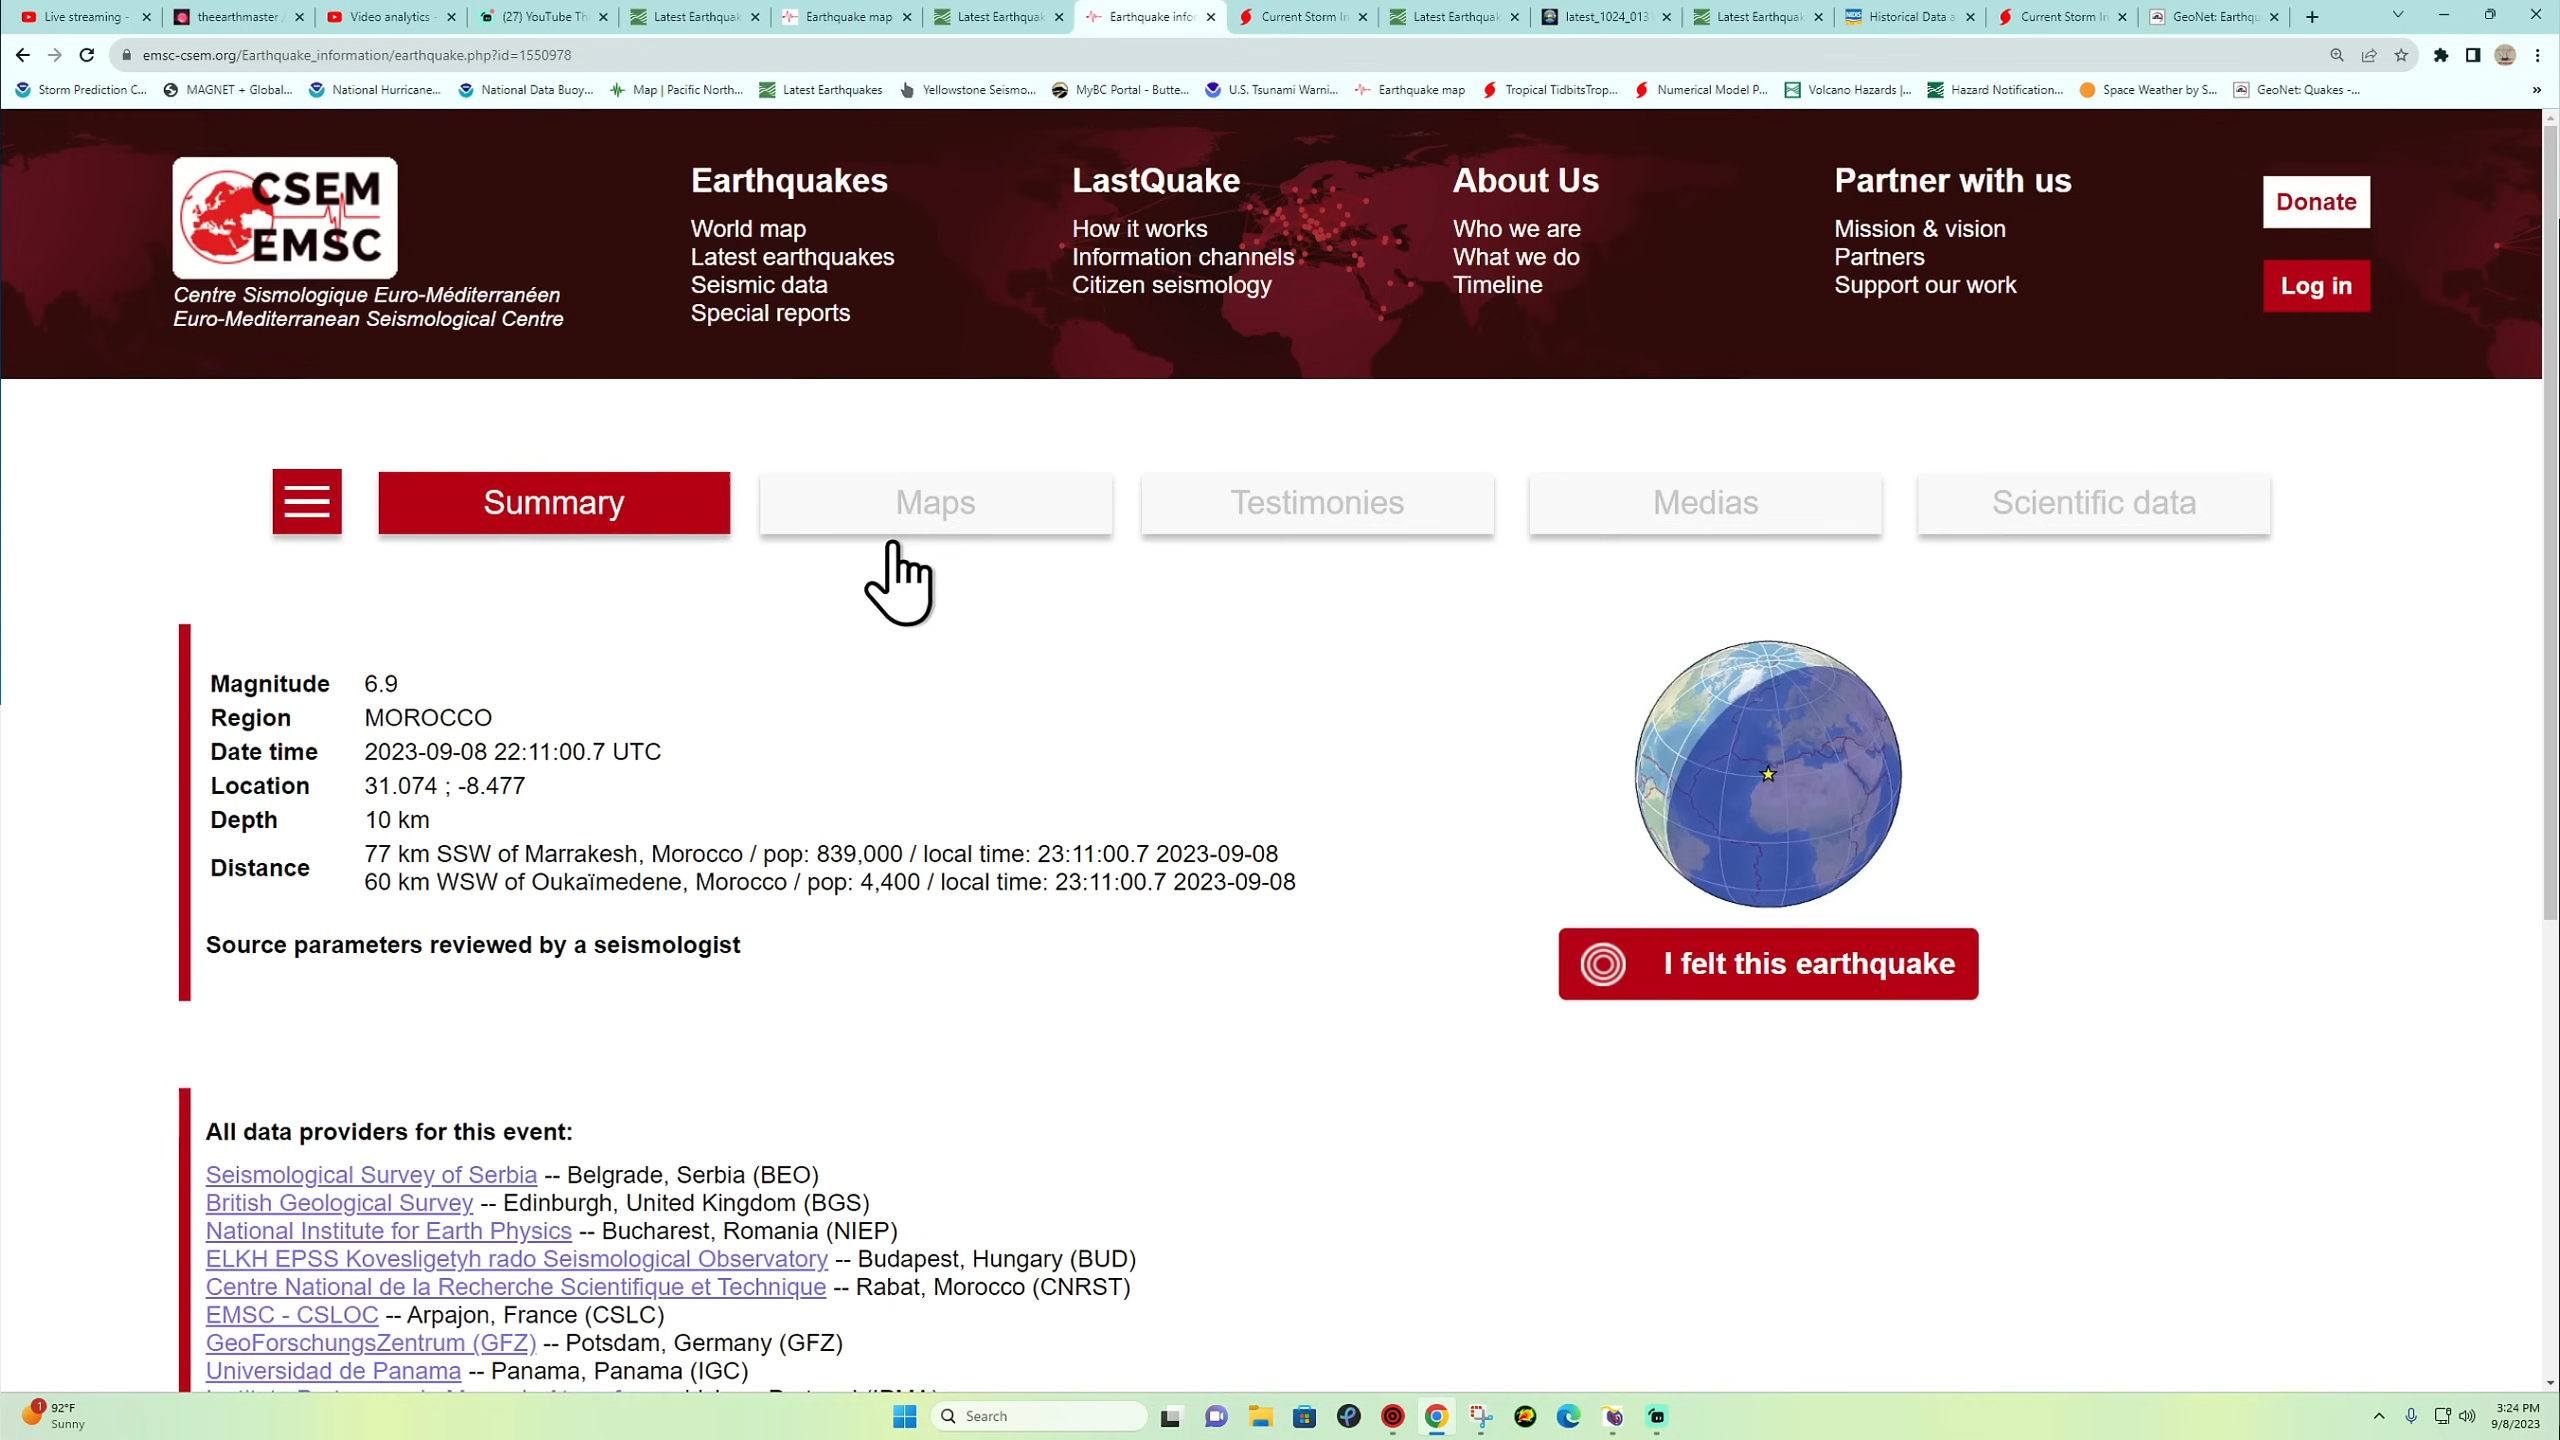 Live streaming -
theearthmaster
Video analytics -
(27) YouTube Th
Latest Earthquak
Earthquake map
Latest Earthquak
Earthquake infor
Current Storm In
Latest Earthquak
latest_1024_013
Latest Earthquak
Historical Data a
Current Storm In
GeoNet: Earthqu
emsc-csem.org/Earthquake_information/earthquake.php?id=1550978
Storm Prediction C...
MAGNET + Global...
National Hurricane...
National Data Buoy...
Map | Pacific North...
Latest Earthquakes
Yellowstone Seismo...
MyBC Portal - Butte...
U.S. Tsunami Warni...
Earthquake map
Tropical TidbitsTrop...
Numerical Model P...
Volcano Hazards |...
Hazard Notification...
Space Weather by S...
GeoNet: Quakes -...
»
CSEM
EMSC
Centre Sismologique Euro-Méditerranéen
Euro-Mediterranean Seismological Centre
Earthquakes
World map
Latest earthquakes
Seismic data
Special reports
LastQuake
How it works
Information channels
Citizen seismology
About Us
Who we are
What we do
Timeline
Partner with us
Mission & vision
Partners
Support our work
Donate
Log in
Summary
Maps
Testimonies
Medias
Scientific data
Magnitude 6.9
Region MOROCCO
Date time 2023-09-08 22:11:00.7 UTC
Location 31.074 ; -8.477
Depth 10 km
Distance 77 km SSW of Marrakesh, Morocco / pop: 839,000 / local time: 23:11:00.7 2023-09-08
60 km WSW of Oukaïmedene, Morocco / pop: 4,400 / local time: 23:11:00.7 2023-09-08
Source parameters reviewed by a seismologist
I felt this earthquake
All data providers for this event:
Seismological Survey of Serbia -- Belgrade, Serbia (BEO)
British Geological Survey -- Edinburgh, United Kingdom (BGS)
National Institute for Earth Physics -- Bucharest, Romania (NIEP)
ELKH EPSS Kovesligetyh rado Seismological Observatory -- Budapest, Hungary (BUD)
Centre National de la Recherche Scientifique et Technique -- Rabat, Morocco (CNRST)
EMSC - CSLOC -- Arpajon, France (CSLC)
GeoForschungsZentrum (GFZ) -- Potsdam, Germany (GFZ)
Universidad de Panama -- Panama, Panama (IGC)
1
92°F
Sunny
Search
3:24 PM
9/8/2023